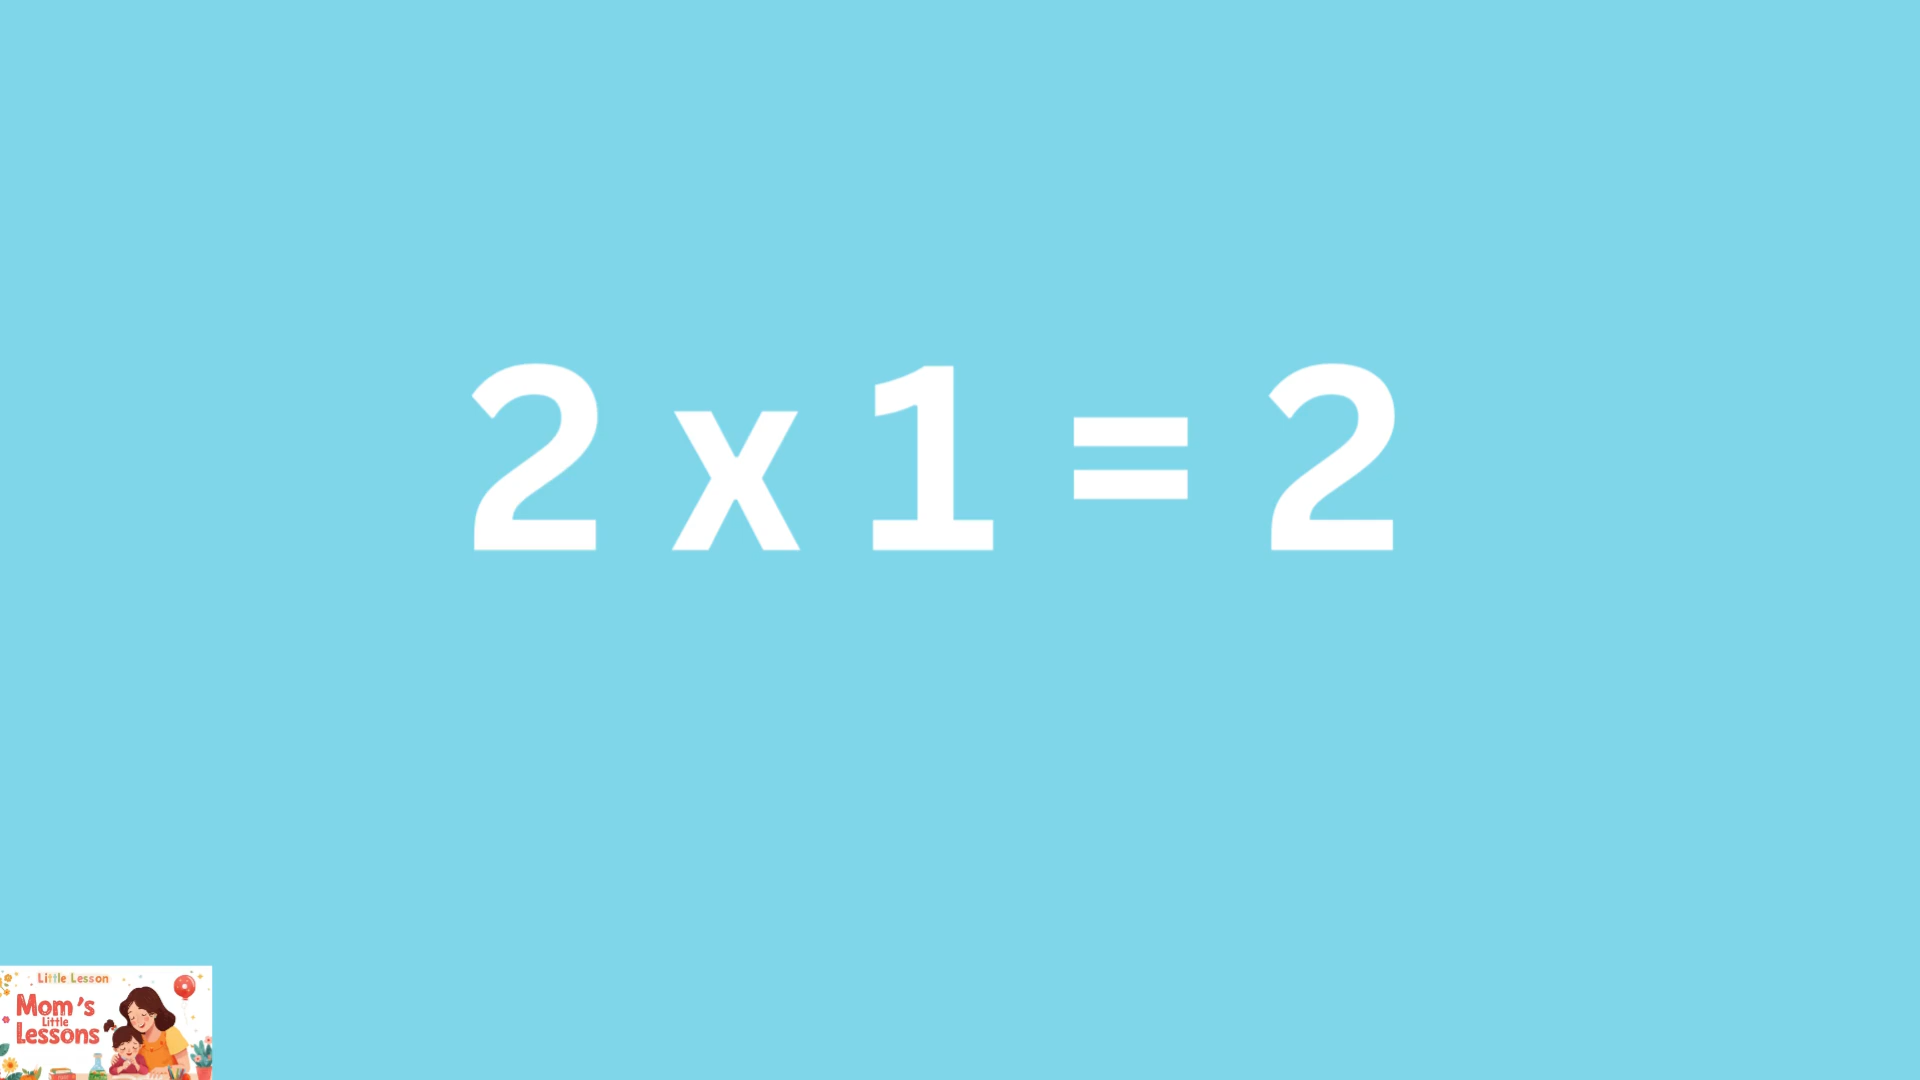 2 x 1 = 2
Little Lesson
Mom's
Little
Lessons